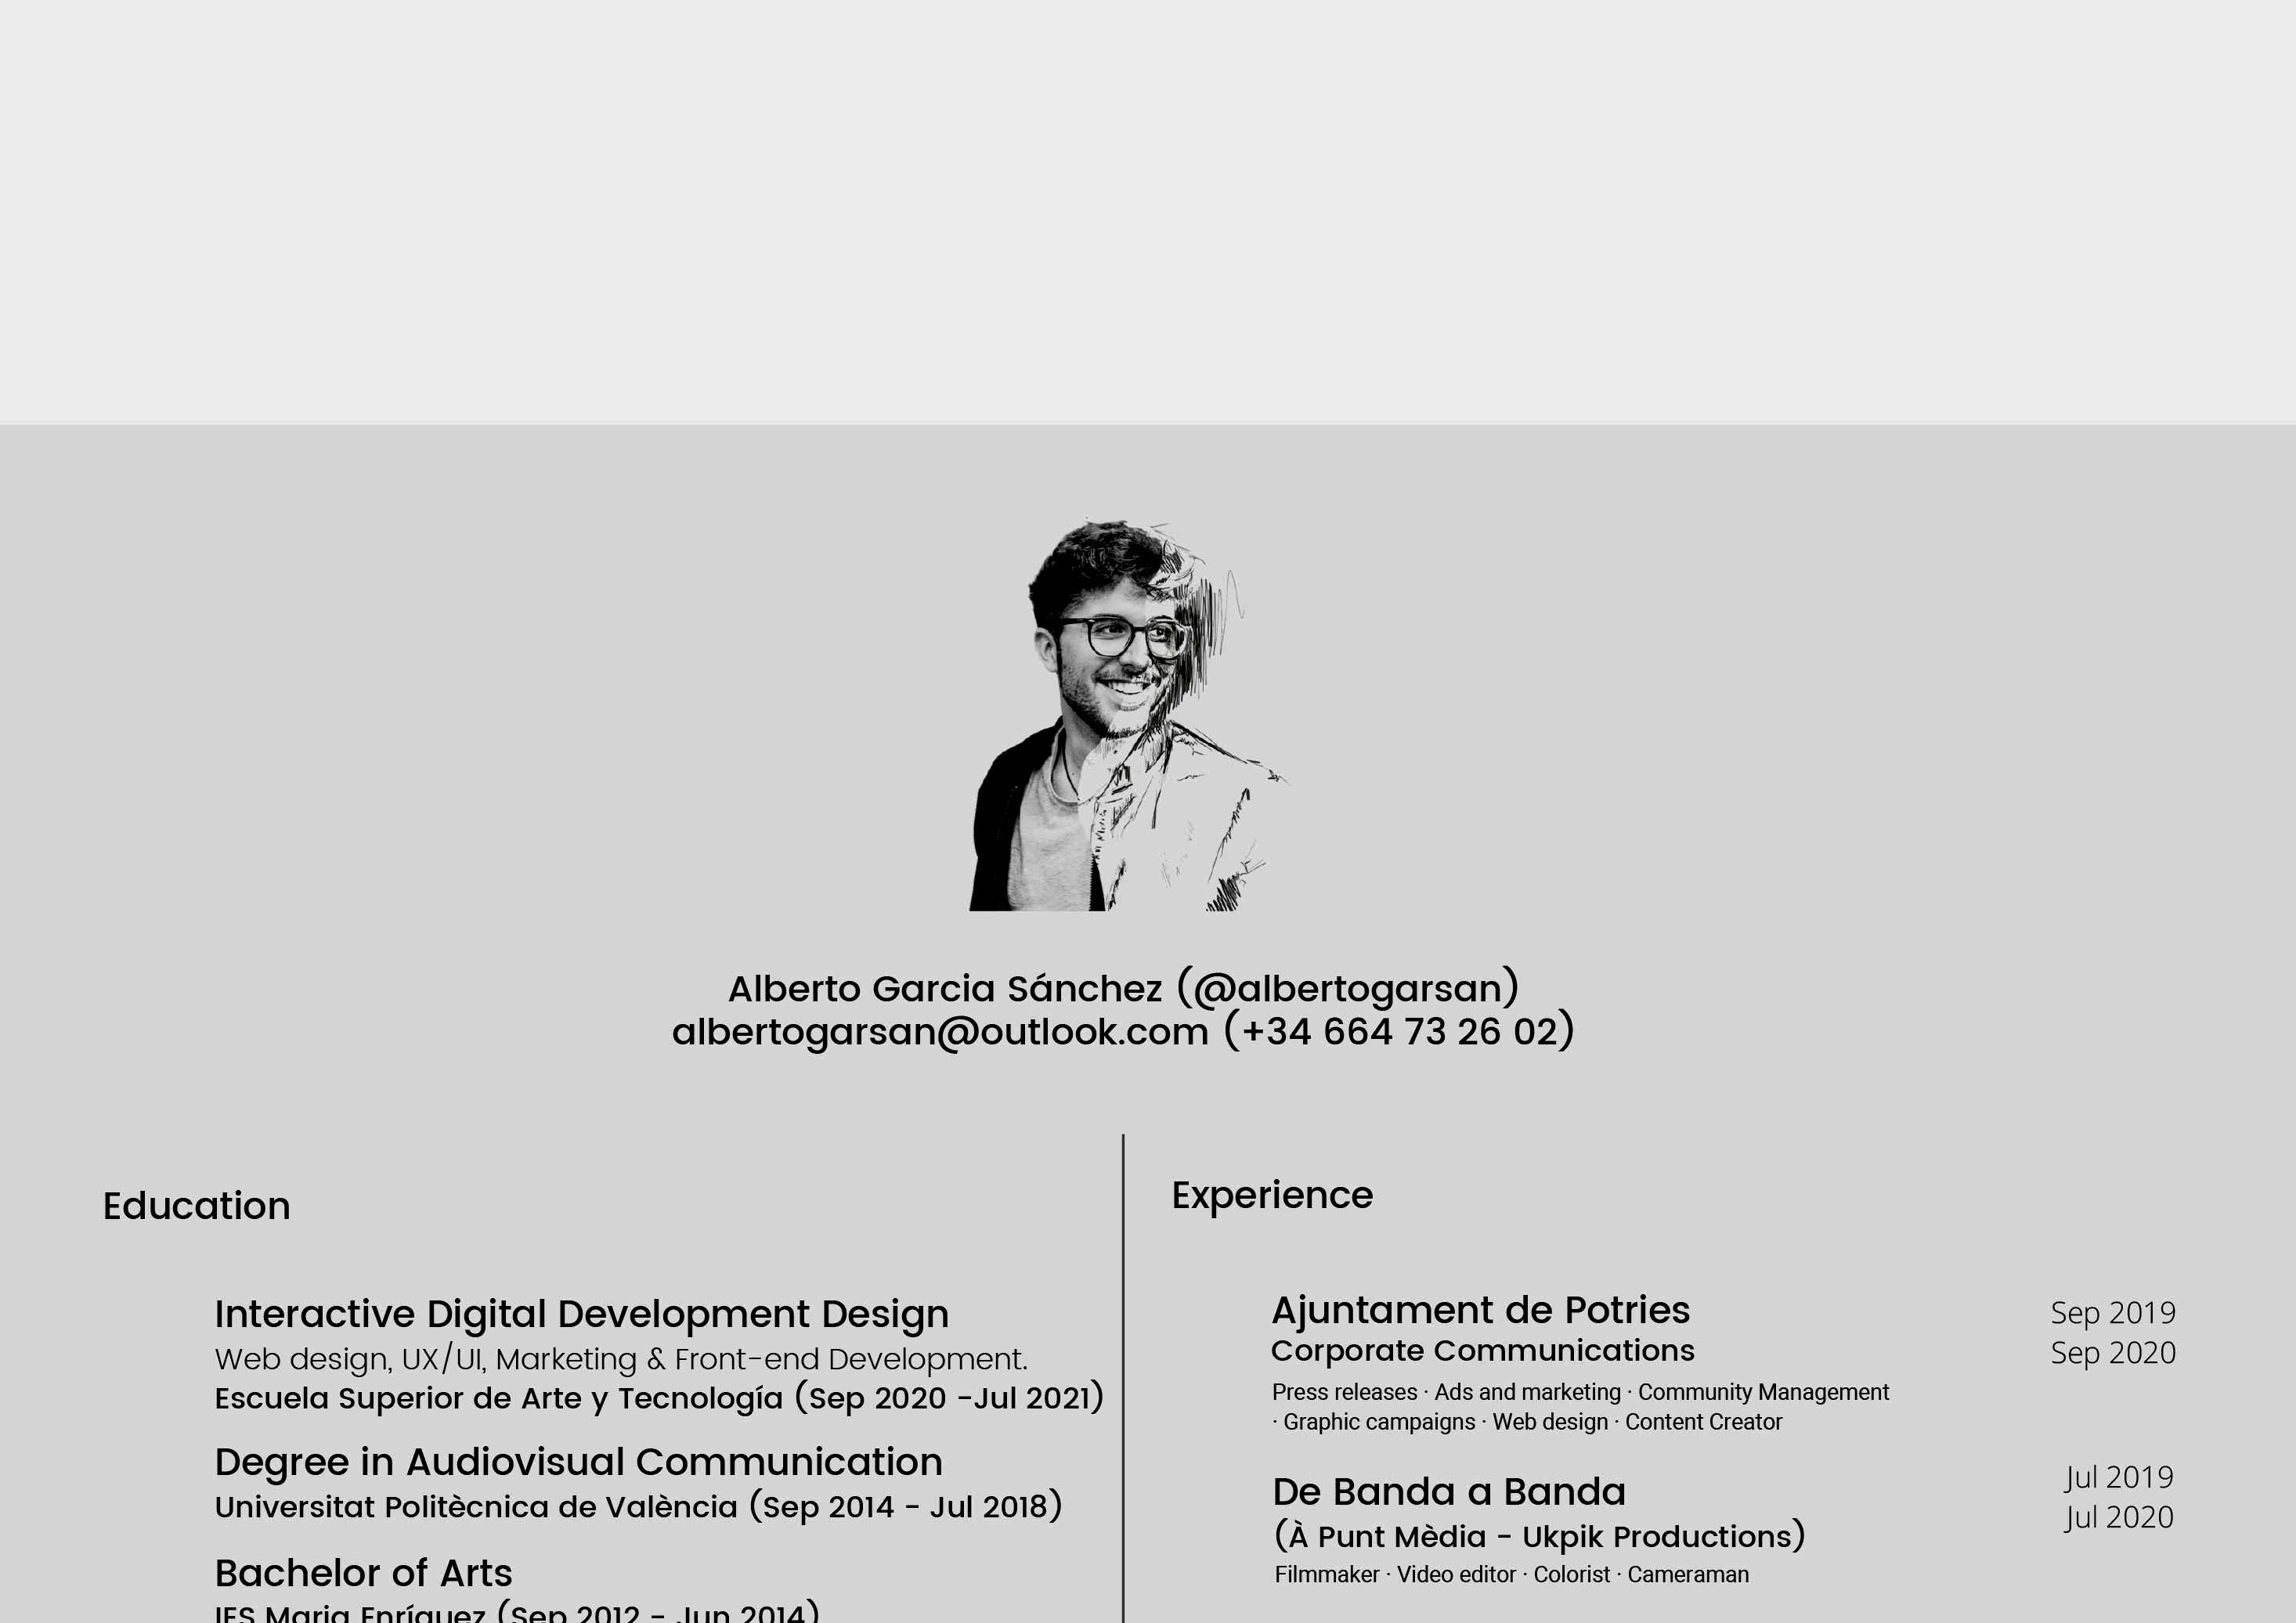 Alberto Garcia Sánchez (@albertogarsan)
albertogarsan@outlook.com (+34 664 73 26 02)
Education
Interactive Digital Development Design
Web design, UX/UI, Marketing & Front-end Development.
Escuela Superior de Arte y Tecnología (Sep 2020 -Jul 2021)
Degree in Audiovisual Communication
Universitat Politècnica de València (Sep 2014 - Jul 2018)
Bachelor of Arts
IES Maria Enríquez (Sep 2012 - Jun 2014)
Experience
Ajuntament de Potries
Sep 2019
Corporate Communications
Sep 2020
Press releases · Ads and marketing · Community Management
· Graphic campaigns · Web design · Content Creator
De Banda a Banda
Jul 2019
(À Punt Mèdia - Ukpik Productions)
Jul 2020
Filmmaker · Video editor · Colorist · Cameraman